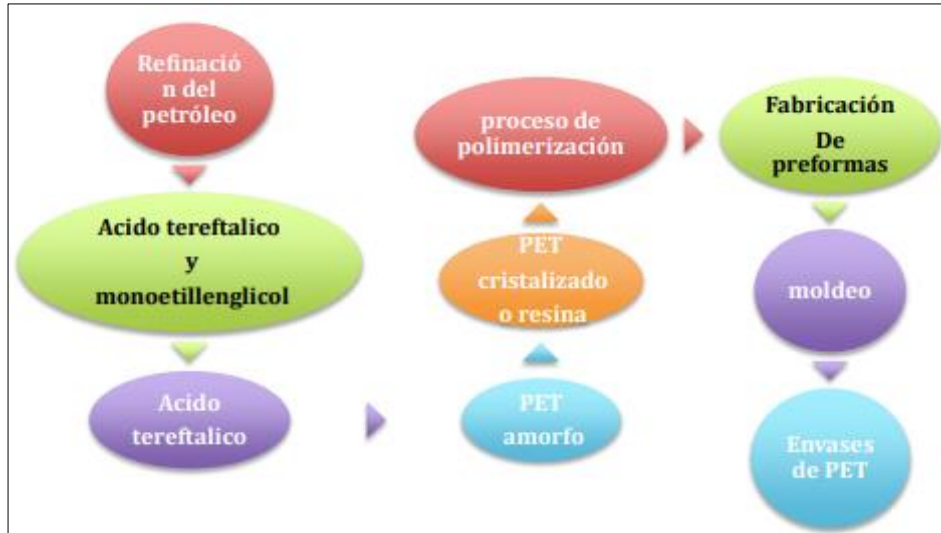 Refinació
n del
petróleo
Acido tereftalico
y
monoetillenglicol
Acido
tereftalico
PET
amorfo
PET
cristalizado
o resina
proceso de
polimerización
Fabricación
De
preformas
moldeo
Envases
de PET